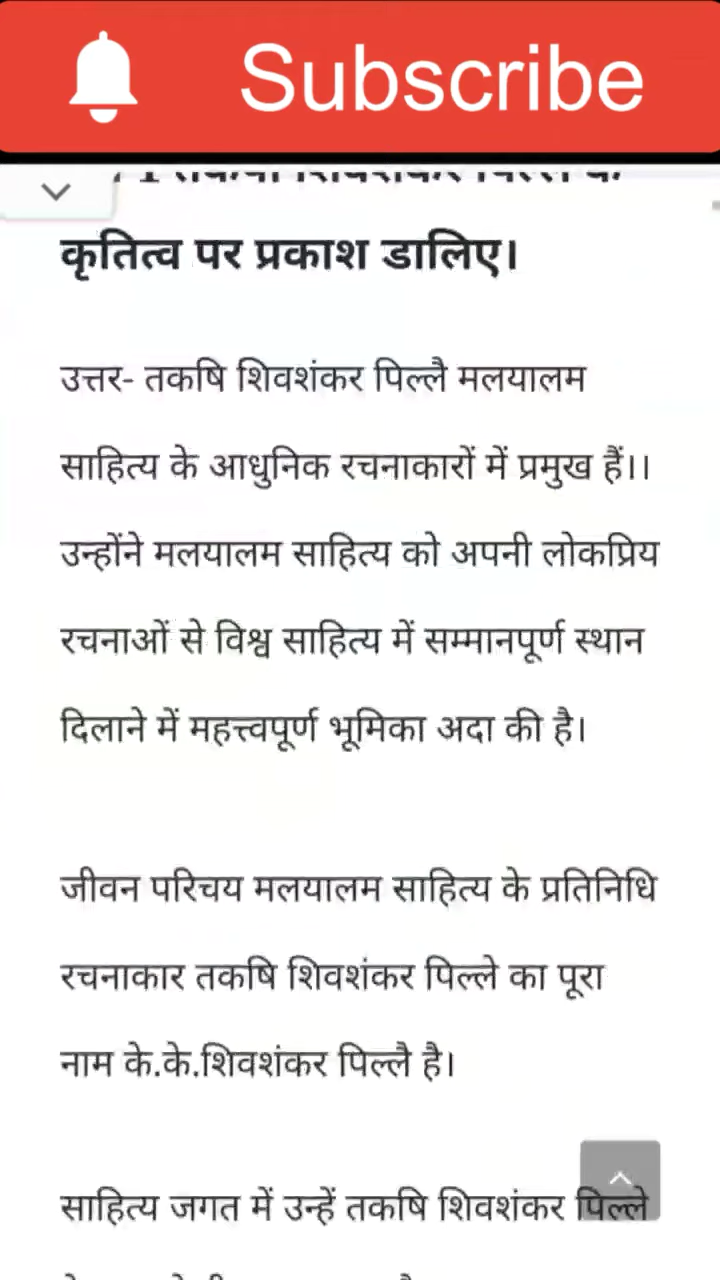 Subscribe
कृतित्व पर प्रकाश डालिए।
उत्तर- तकषि शिवशंकर पिल्लै मलयालम
साहित्य के आधुनिक रचनाकारों में प्रमुख हैं।।
उन्होंने मलयालम साहित्य को अपनी लोकप्रिय
रचनाओं से विश्व साहित्य में सम्मानपूर्ण स्थान
दिलाने में महत्त्वपूर्ण भूमिका अदा की है।
जीवन परिचय मलयालम साहित्य के प्रतिनिधि
रचनाकार तकषि शिवशंकर पिल्ले का पूरा
नाम के.के.शिवशंकर पिल्लै है।
साहित्य जगत में उन्हें तकषि शिवशंकर पिल्ले